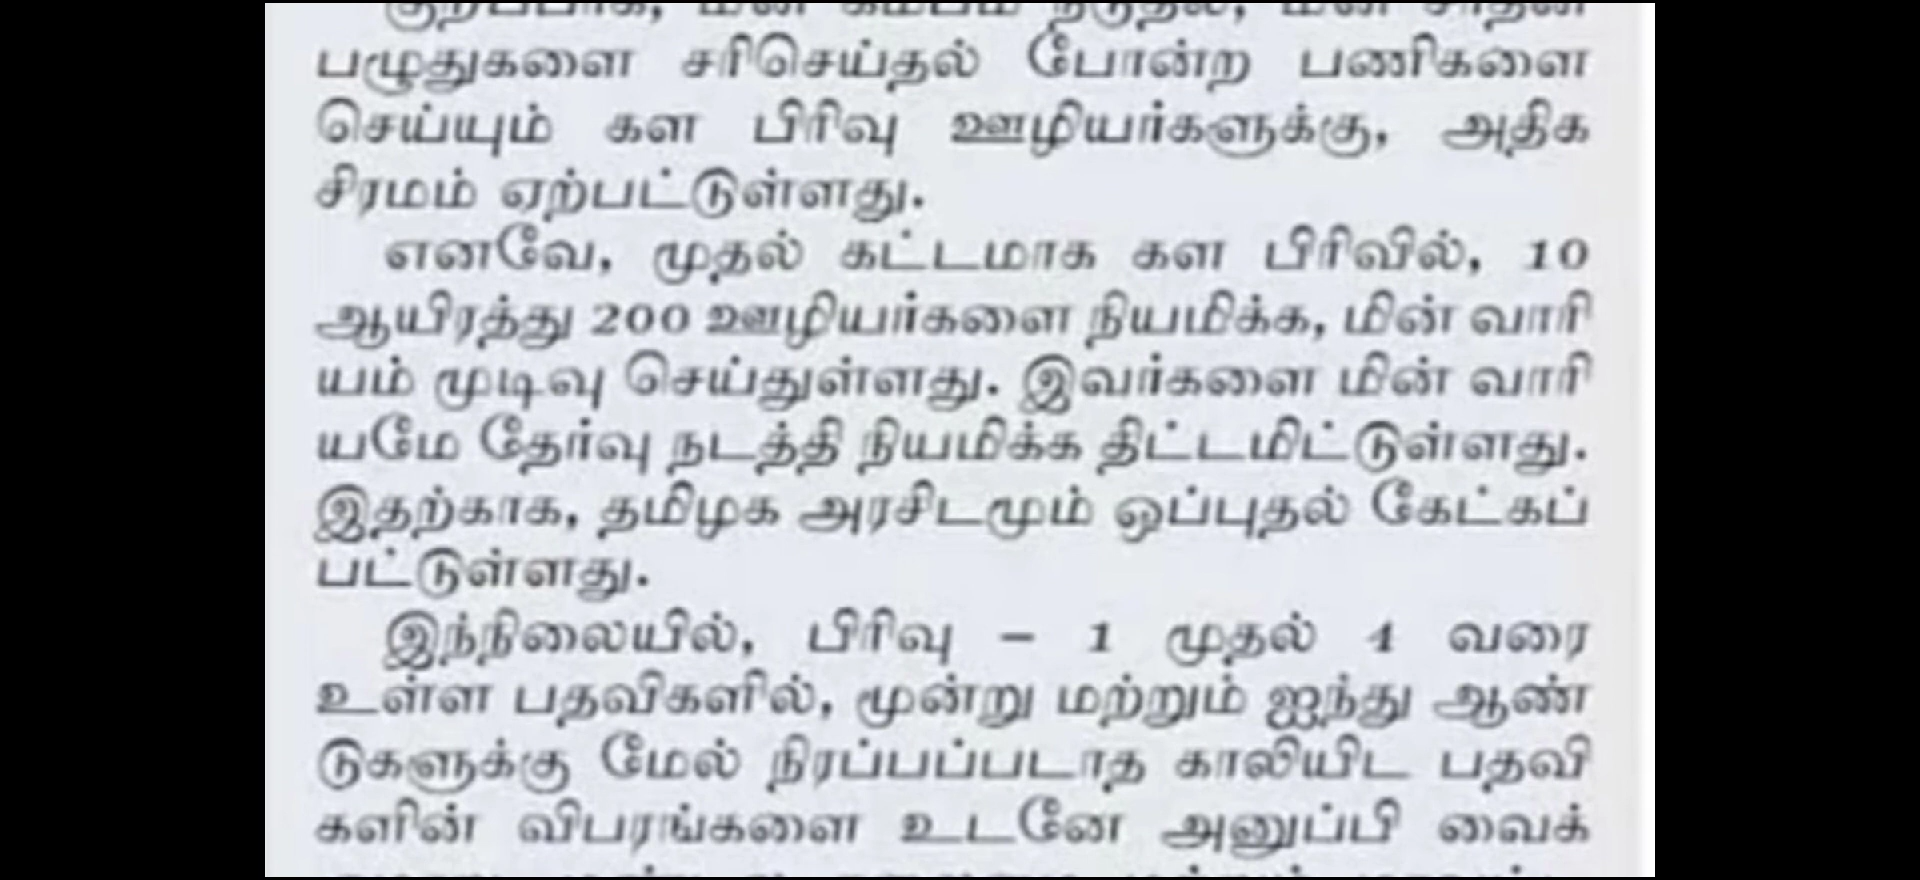 பழுதுகளை சரிசெய்தல் போன்ற பணிகளை
செய்யும் கள பிரிவு ஊழியர்களுக்கு, அதிக
சிரமம் ஏற்பட்டுள்ளது.
எனவே, முதல் கட்டமாக கள பிரிவில், 10
ஆயிரத்து 200 ஊழியர்களை நியமிக்க, மின் வாரி
யம் முடிவு செய்துள்ளது. இவர்களை மின் வாரி
யமே தேர்வு நடத்தி நியமிக்க திட்டமிட்டுள்ளது.
இதற்காக, தமிழக அரசிடமும் ஒப்புதல் கேட்கப்
பட்டுள்ளது.
இந்நிலையில், பிரிவு – 1 முதல் 4 வரை
உள்ள பதவிகளில், மூன்று மற்றும் ஐந்து ஆண்
டுகளுக்கு மேல் நிரப்பப்படாத காலியிட பதவி
களின் விபரங்களை உடனே அனுப்பி வைக்